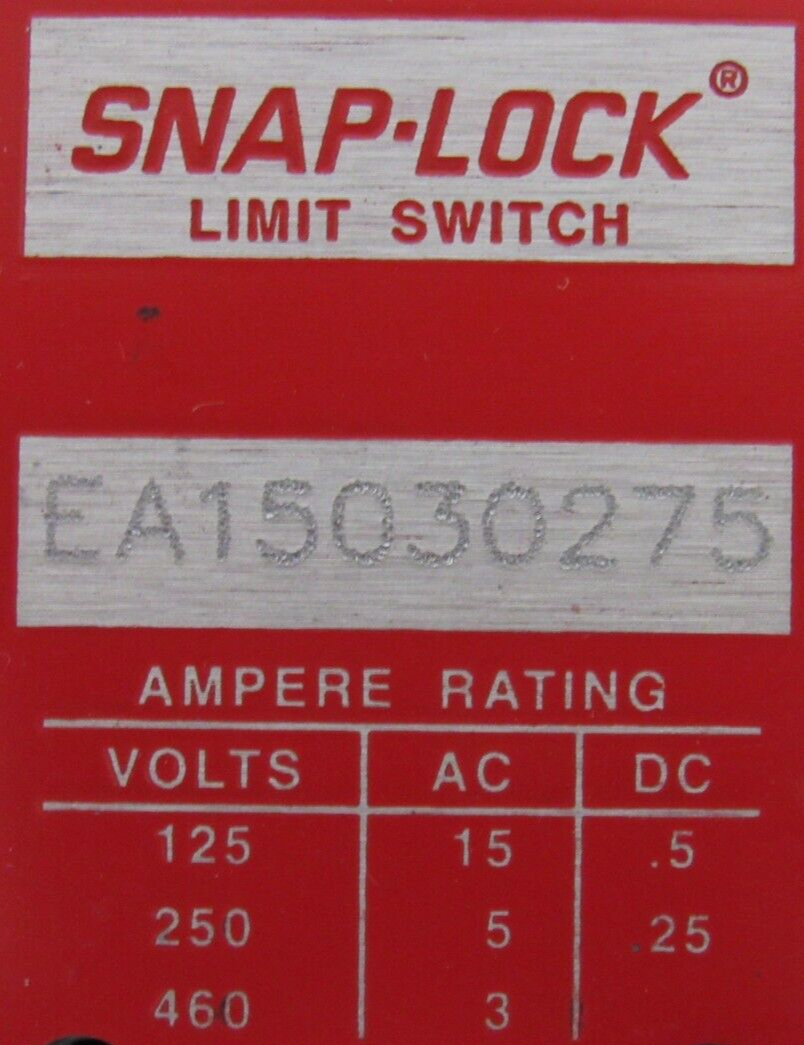 SNAP·LOCK®
LIMIT SWITCH
EA15030275
AMPERE RATING
VOLTS AC DC
125 15 .5
250 5 .25
460 3